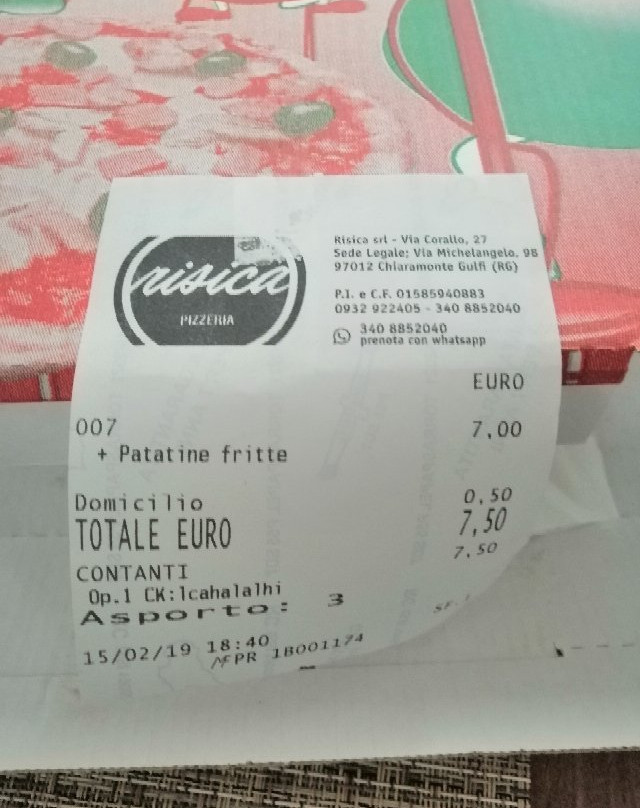 risica
PIZZERIA
Risica srl - Via Corallo, 27
Sede Legale: Via Michelangelo, 98
97012 Chiaramonte Gulfi (RG)
P.I. e C.F. 01585940883
0932 922405 - 340 8852040
340 8852040
prenota con whatsapp
EURO
007 7,00
+ Patatine fritte
Domicilio 0,50
TOTALE EURO 7,50
CONTANTI 7,50
Op.1 CK:lcahalalhi
Asporto: 3
15/02/19 18:40
MFPR 1B001174